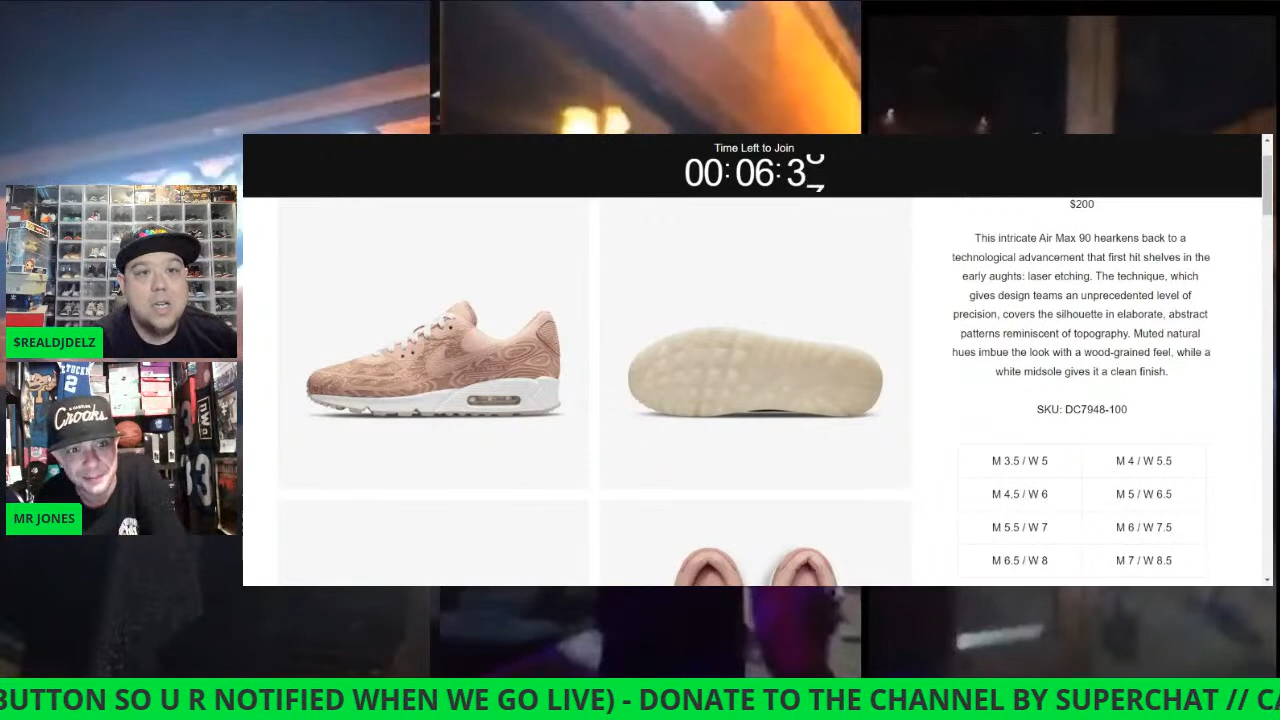 Time Left to Join
00:06:3
$200
This intricate Air Max 90 hearkens back to a
technological advancement that first hit shelves in the
early aughts: laser etching. The technique, which
gives design teams an unprecedented level of
precision, covers the silhouette in elaborate, abstract
patterns reminiscent of topography. Muted natural
hues imbue the look with a wood-grained feel, while a
white midsole gives it a clean finish.
SKU: DC7948-100
M 3.5 / W 5
M 4 / W 5.5
M 4.5 / W 6
M 5 / W 6.5
M 5.5 / W 7
M 6 / W 7.5
M 6.5 / W 8
M 7 / W 8.5
$REALDJDELZ
KENTUCKY
2
Crooks
nWo
33
MR JONES
BUTTON SO U R NOTIFIED WHEN WE GO LIVE) - DONATE TO THE CHANNEL BY SUPERCHAT // CA